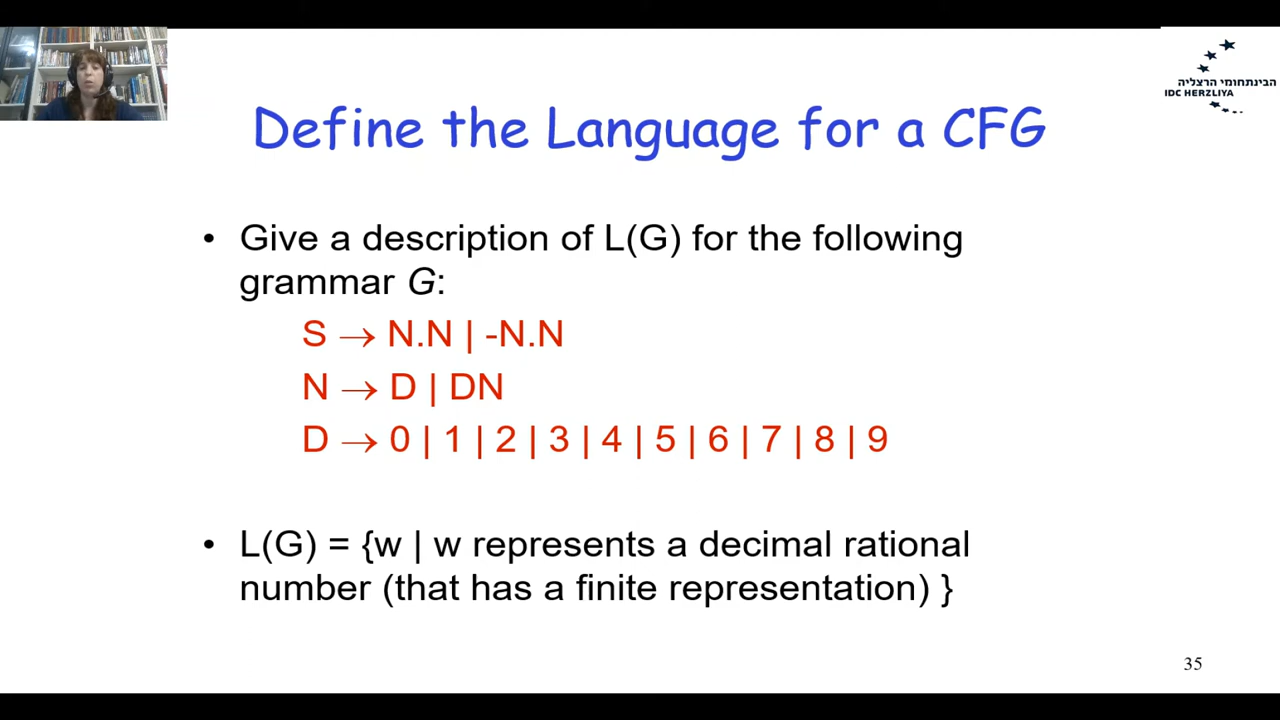 הבינתחומי הרצליה
IDC HERZLIYA
Define the Language for a CFG
• Give a description of L(G) for the following
grammar G:
S → N.N | -N.N
N → D | DN
D → 0 | 1 | 2 | 3 | 4 | 5 | 6 | 7 | 8 | 9
• L(G) = {w | w represents a decimal rational
number (that has a finite representation) }
35